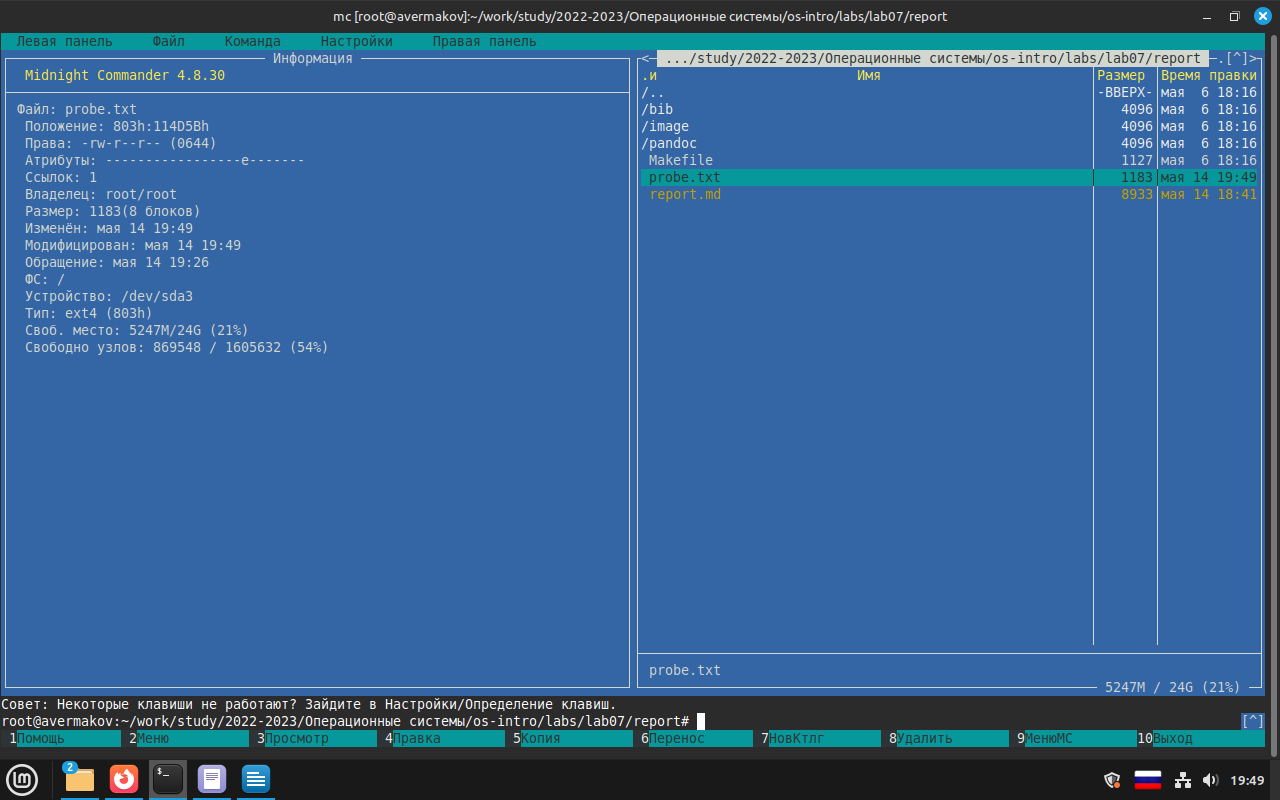 mc [root@avermakov]:~/work/study/2022-2023/Операционные системы/os-intro/labs/lab07/report
Левая панель Файл Команда Настройки Правая панель
Информация
Midnight Commander 4.8.30
Файл: probe.txt
Положение: 803h:114D5Bh
Права: -rw-r--r-- (0644)
Атрибуты: -----------------e-------
Ссылок: 1
Владелец: root/root
Размер: 1183(8 блоков)
Изменён: мая 14 19:49
Модифицирован: мая 14 19:49
Обращение: мая 14 19:26
ФС: /
Устройство: /dev/sda3
Тип: ext4 (803h)
Своб. место: 5247M/24G (21%)
Свободно узлов: 869548 / 1605632 (54%)
<─ .../study/2022-2023/Операционные системы/os-intro/labs/lab07/report ─.[^]>
.и Имя Размер Время правки
/.. -ВВЕРХ- мая  6 18:16
/bib 4096 мая  6 18:16
/image 4096 мая  6 18:16
/pandoc 4096 мая  6 18:16
Makefile 1127 мая  6 18:16
probe.txt 1183 мая 14 19:49
report.md 8933 мая 14 18:41
probe.txt
5247M / 24G (21%)
Совет: Некоторые клавиши не работают? Зайдите в Настройки/Определение клавиш.
root@avermakov:~/work/study/2022-2023/Операционные системы/os-intro/labs/lab07/report# [^]
1Помощь 2Меню 3Просмотр 4Правка 5Копия 6Перенос 7НовКтлг 8Удалить 9МенюМС 10Выход
2
$_
19:49